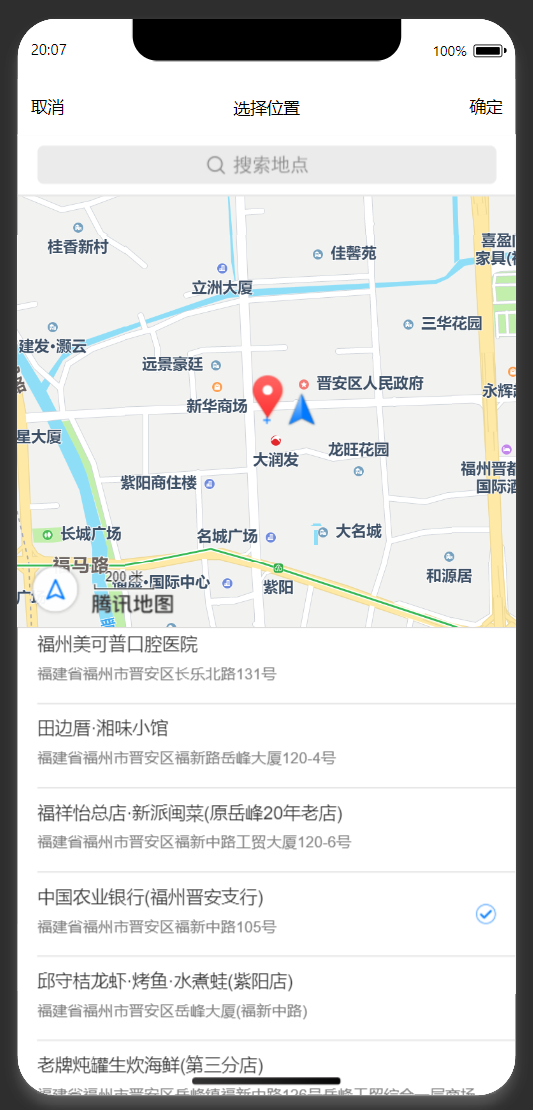 20:07
100%
取消
选择位置
确定
搜索地点
桂香新村
佳馨苑
家具(
立洲大厦
三华花园
建发·灏云
远景豪廷
晋安区人民政府
新华商场
星大厦
大润发
龙旺花园
紫阳商住楼
国际酒
长城广场
名城广场
大名城
福马路
200 米
国际中心
紫阳
和源居
腾讯地图
福州美可普口腔医院
福建省福州市晋安区长乐北路131号
田边厝·湘味小馆
福建省福州市晋安区福新路岳峰大厦120-4号
福祥怡总店·新派闽菜(原岳峰20年老店)
福建省福州市晋安区福新中路工贸大厦120-6号
中国农业银行(福州晋安支行)
福建省福州市晋安区福新中路105号
邱守桔龙虾·烤鱼·水煮蛙(紫阳店)
福建省福州市晋安区岳峰大厦(福新中路)
老牌炖罐生炊海鲜(第三分店)